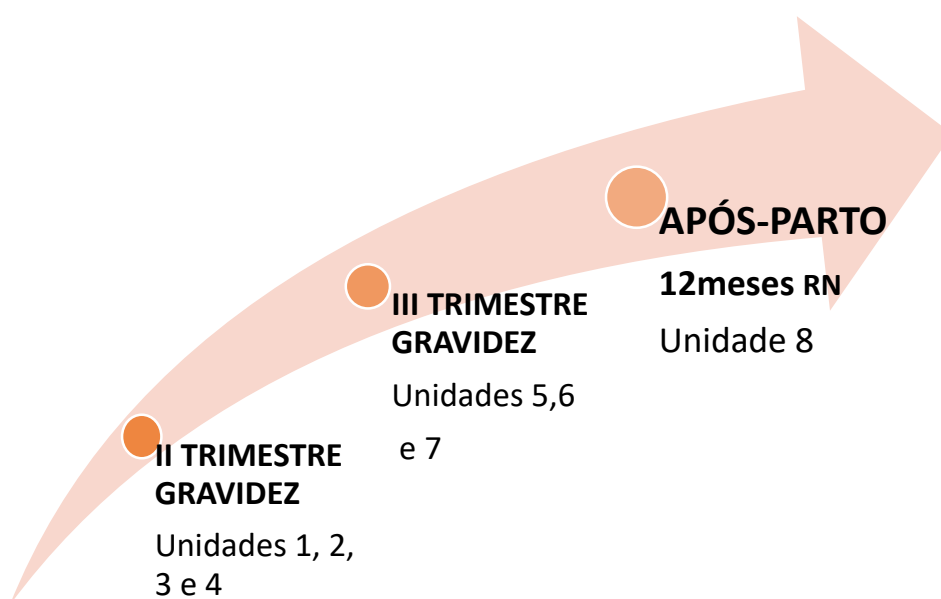 II TRIMESTRE
GRAVIDEZ
Unidades 1, 2,
3 e 4
III TRIMESTRE
GRAVIDEZ
Unidades 5,6
e 7
APÓS-PARTO
12meses RN
Unidade 8